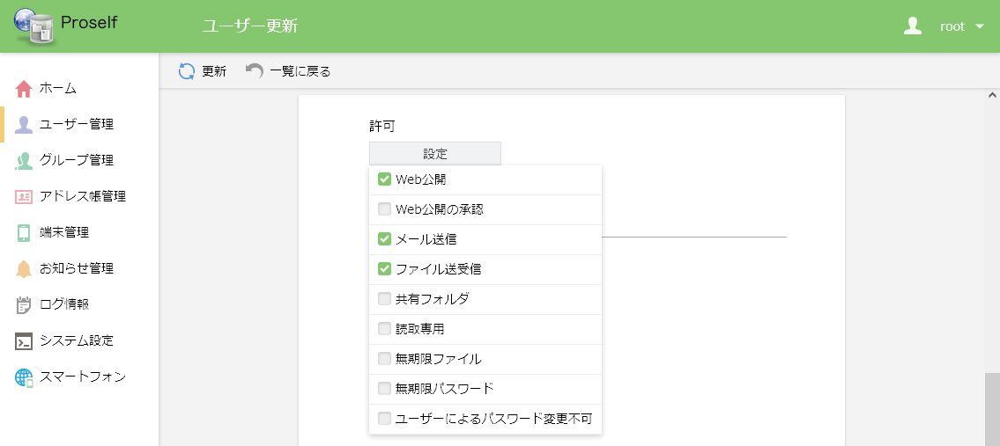 Proself
ユーザー更新
root
更新
一覧に戻る
ホーム
ユーザー管理
グループ管理
アドレス帳管理
端末管理
お知らせ管理
ログ情報
システム設定
スマートフォン
許可
設定
Web公開
Web公開の承認
メール送信
ファイル送受信
共有フォルダ
読取専用
無期限ファイル
無期限パスワード
ユーザーによるパスワード変更不可